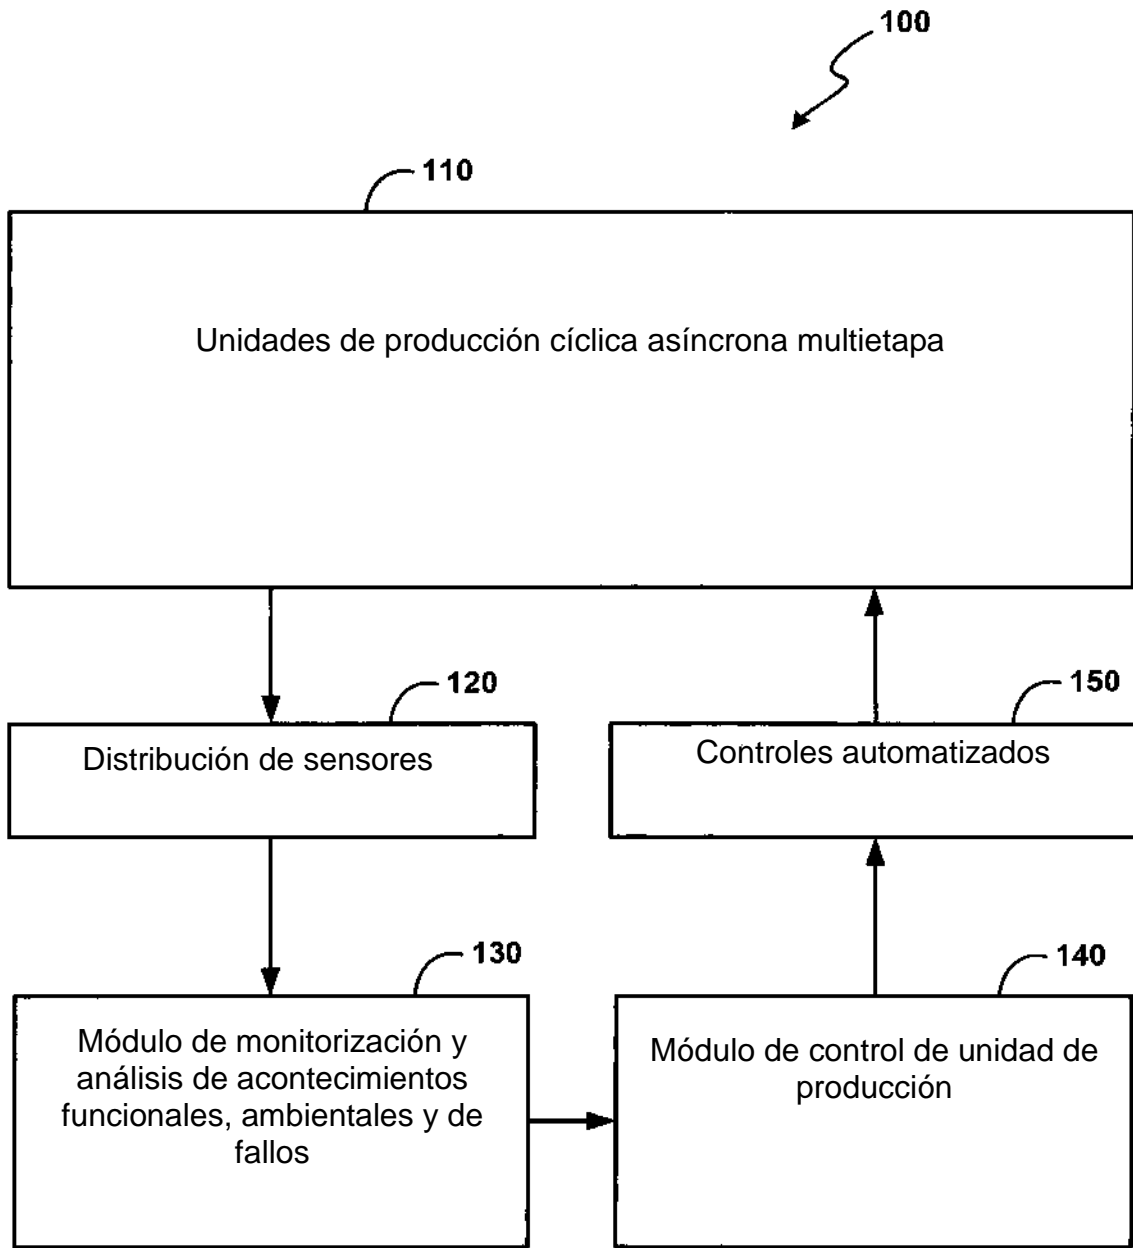 100
110
Unidades de producción cíclica asíncrona multietapa
120
Distribución de sensores
150
Controles automatizados
130
Módulo de monitorización y
análisis de acontecimientos
funcionales, ambientales y de
fallos
140
Módulo de control de unidad de
producción